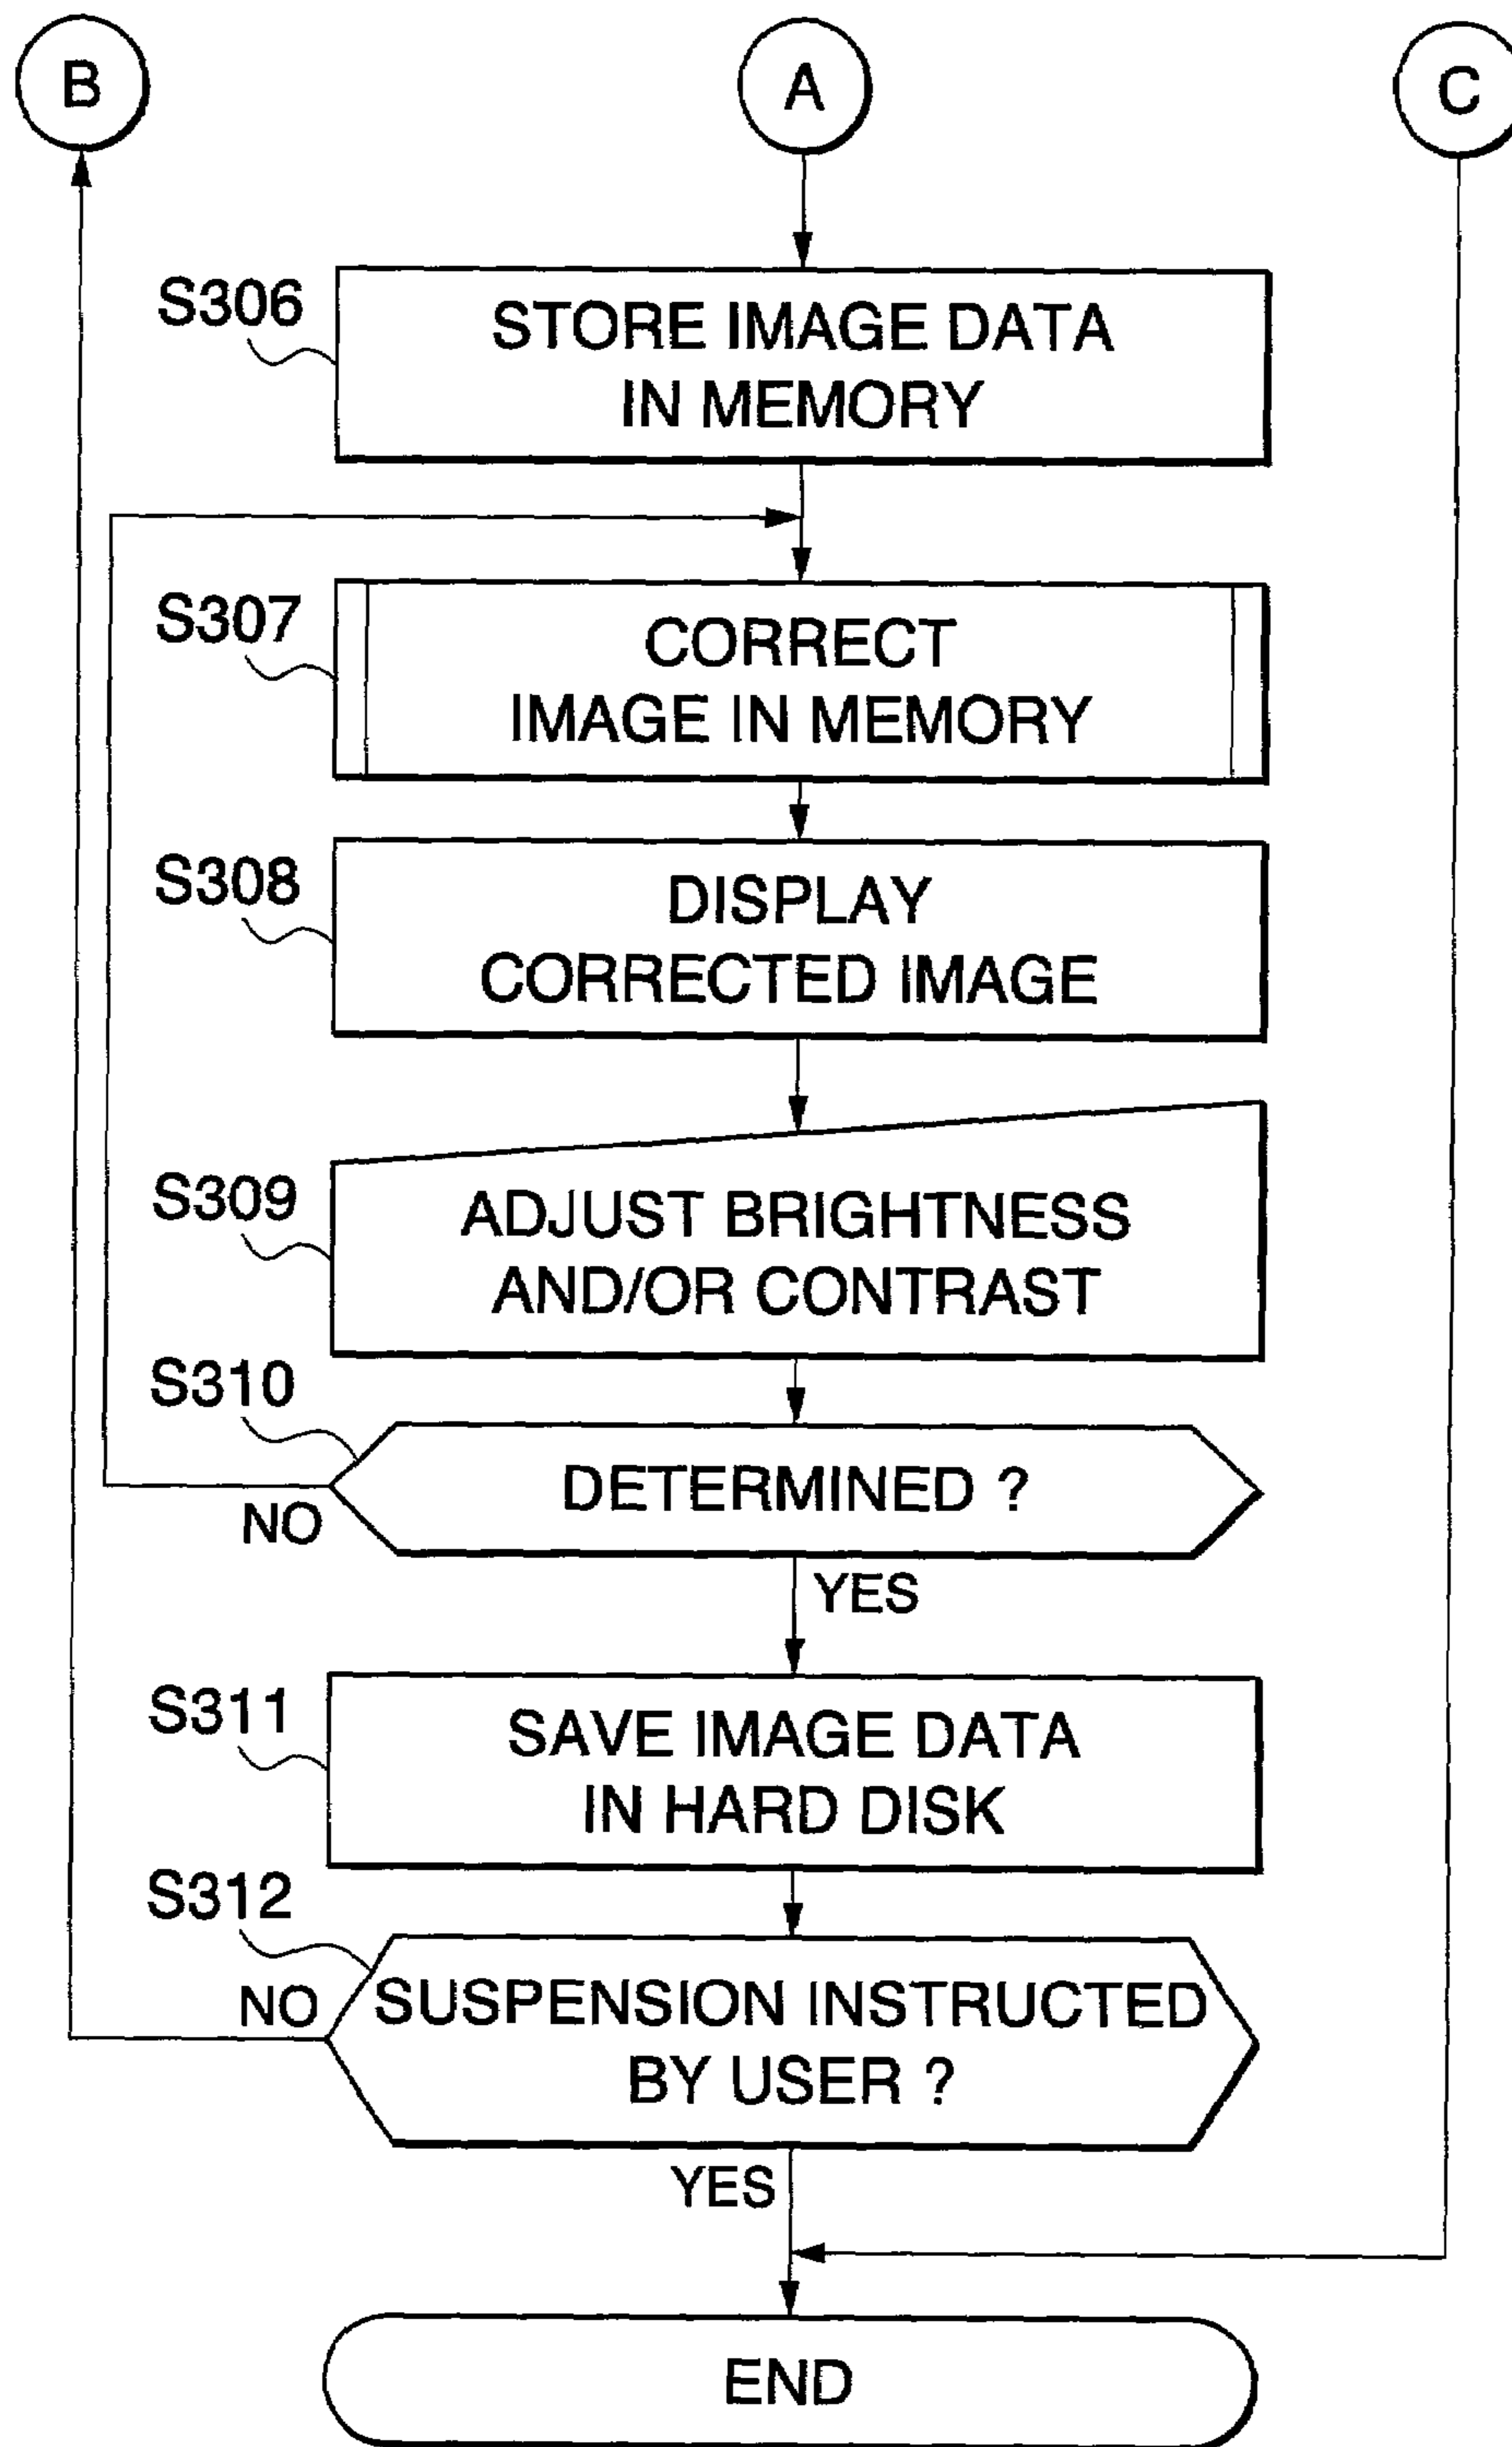 B
A
C
S306
STORE IMAGE DATA
IN MEMORY
S307
CORRECT
IMAGE IN MEMORY
S308
DISPLAY
CORRECTED IMAGE
S309
ADJUST BRIGHTNESS
AND/OR CONTRAST
S310
DETERMINED ?
NO
YES
S311
SAVE IMAGE DATA
IN HARD DISK
S312
NO
SUSPENSION INSTRUCTED
BY USER ?
YES
END